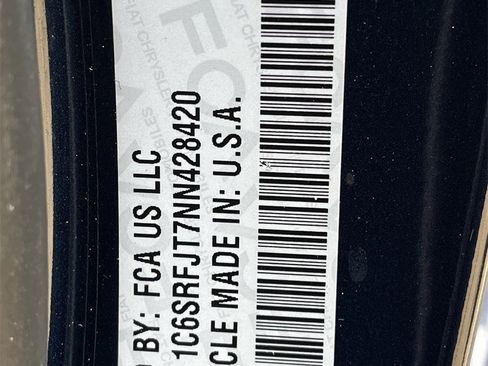 BY: FCA US LLC
1C6SRFJT7NN428420
CLE MADE IN: U.S.A.